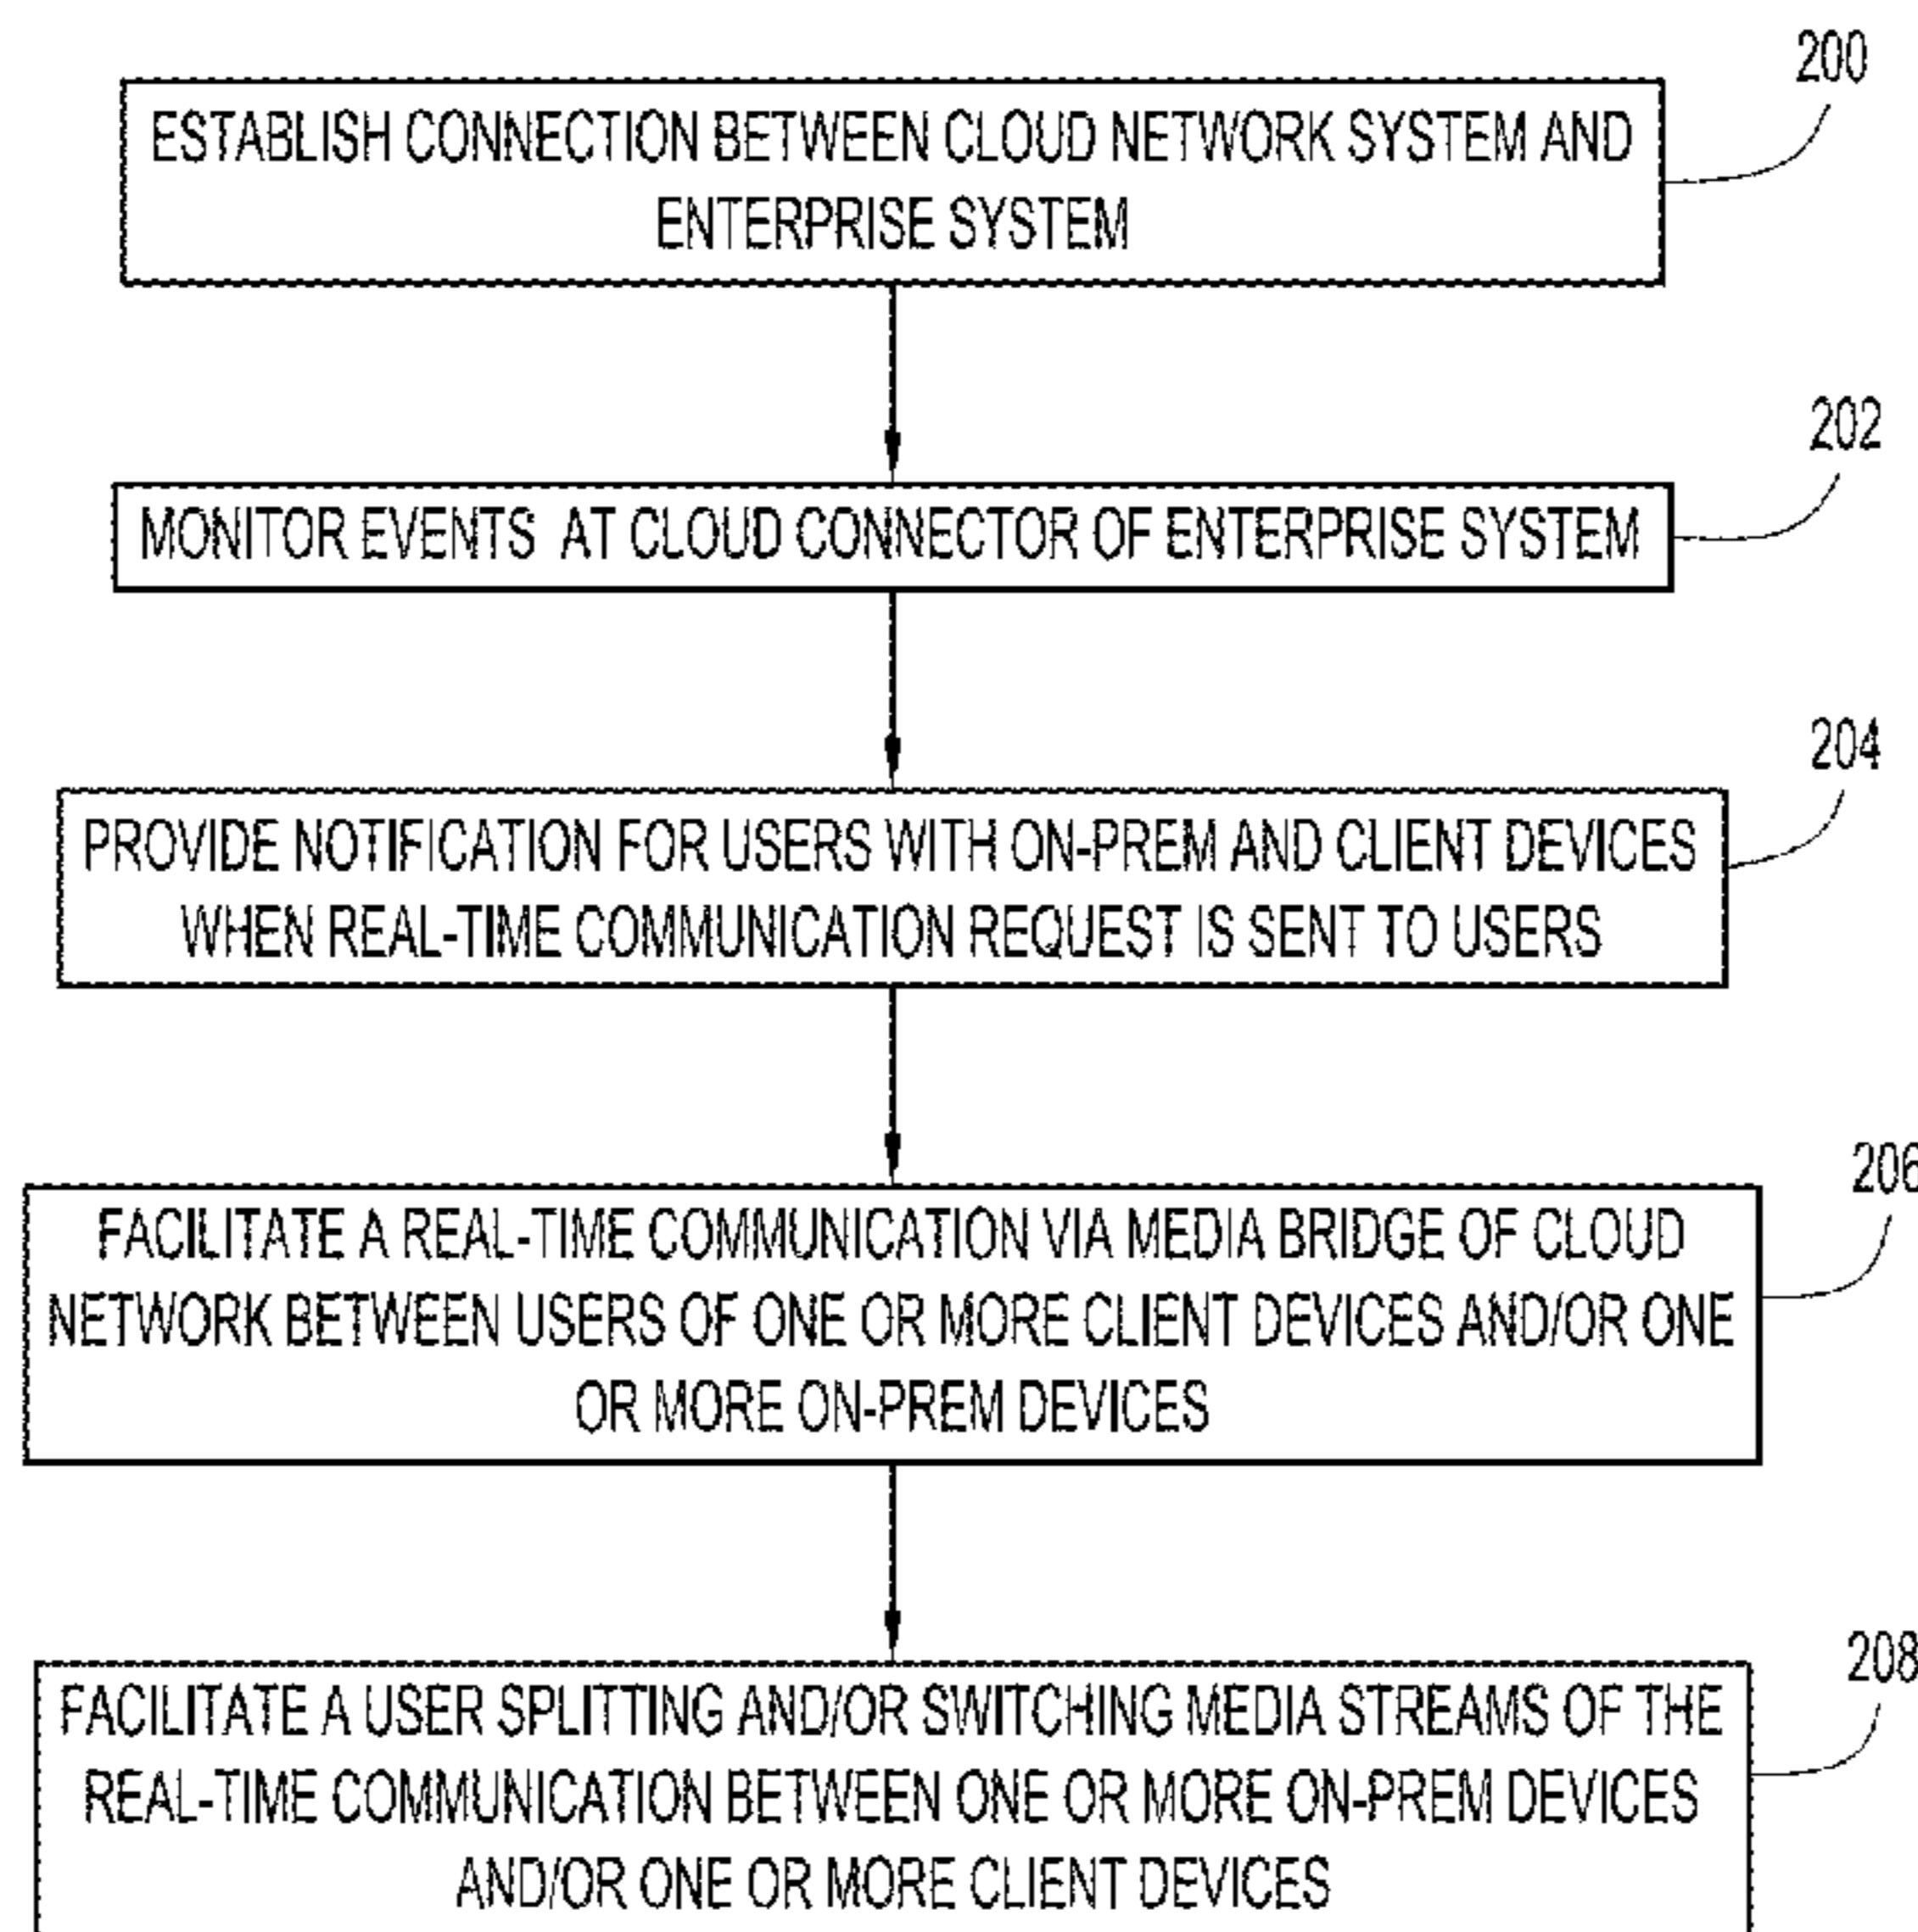 200
ESTABLISH CONNECTION BETWEEN CLOUD NETWORK SYSTEM AND
ENTERPRISE SYSTEM
202
MONITOR EVENTS AT CLOUD CONNECTOR OF ENTERPRISE SYSTEM
204
PROVIDE NOTIFICATION FOR USERS WITH ON-PREM AND CLIENT DEVICES
WHEN REAL-TIME COMMUNICATION REQUEST IS SENT TO USERS
206
FACILITATE A REAL-TIME COMMUNICATION VIA MEDIA BRIDGE OF CLOUD
NETWORK BETWEEN USERS OF ONE OR MORE CLIENT DEVICES AND/OR ONE
OR MORE ON-PREM DEVICES
208
FACILITATE A USER SPLITTING AND/OR SWITCHING MEDIA STREAMS OF THE
REAL-TIME COMMUNICATION BETWEEN ONE OR MORE ON-PREM DEVICES
AND/OR ONE OR MORE CLIENT DEVICES